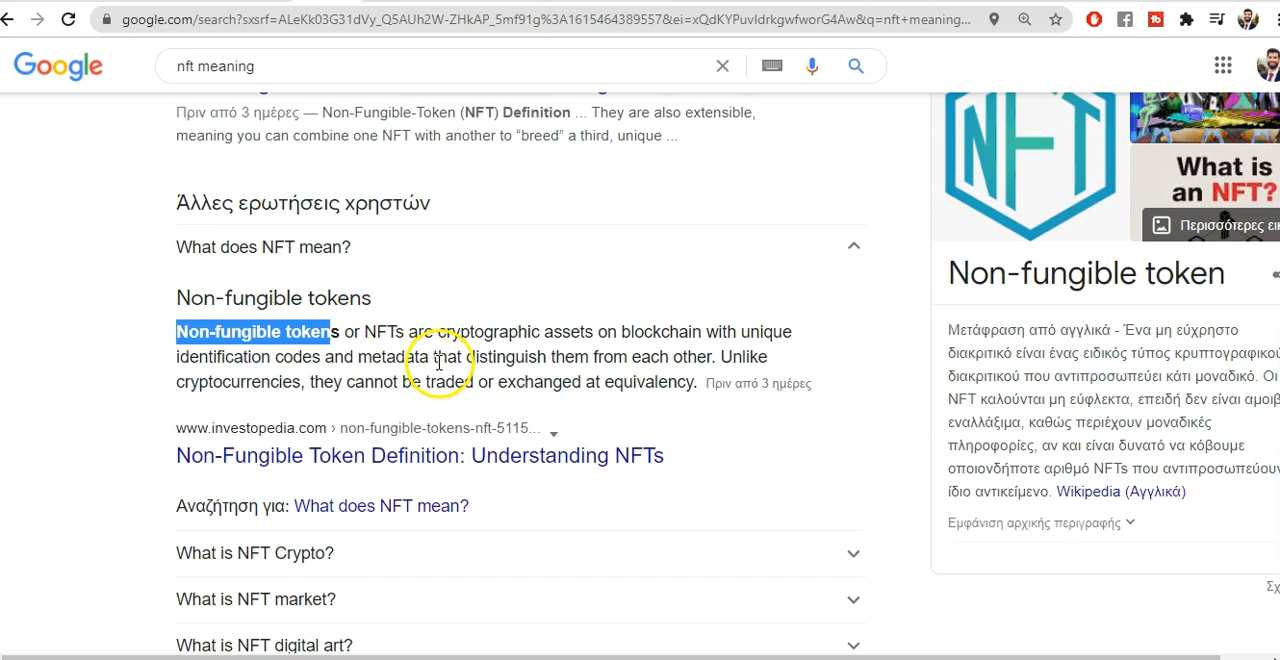 google.com/search?sxsrf=ALeKk03G31dVy_Q5AUh2W-ZHkAP_5mf91g%3A1615464389557&ei=xQdKYPuvIdrkgwfworG4Aw&q=nft+meaning...
Google
nft meaning
Πριν από 3 ημέρες — Non-Fungible-Token (NFT) Definition ... They are also extensible,
meaning you can combine one NFT with another to “breed” a third, unique ...
Άλλες ερωτήσεις χρηστών
What does NFT mean?
Non-fungible tokens
Non-fungible tokens or NFTs are cryptographic assets on blockchain with unique
identification codes and metadata that distinguish them from each other. Unlike
cryptocurrencies, they cannot be traded or exchanged at equivalency. Πριν από 3 ημέρες
www.investopedia.com › non-fungible-tokens-nft-5115...
Non-Fungible Token Definition: Understanding NFTs
Αναζήτηση για: What does NFT mean?
What is NFT Crypto?
What is NFT market?
What is NFT digital art?
NFT
What is
an NFT?
Περισσότερες εικ
Non-fungible token
Μετάφραση από αγγλικά - Ένα μη εύχρηστο
διακριτικό είναι ένας ειδικός τύπος κρυπτογραφικού
διακριτικού που αντιπροσωπεύει κάτι μοναδικό. Οι
NFT καλούνται μη εύφλεκτα, επειδή δεν είναι αμοιβ
εναλλάξιμα, καθώς περιέχουν μοναδικές
πληροφορίες, αν και είναι δυνατό να κόβουμε
οποιονδήποτε αριθμό NFTs που αντιπροσωπεύουν
ίδιο αντικείμενο. Wikipedia (Αγγλικά)
Εμφάνιση αρχικής περιγραφής
Σχ